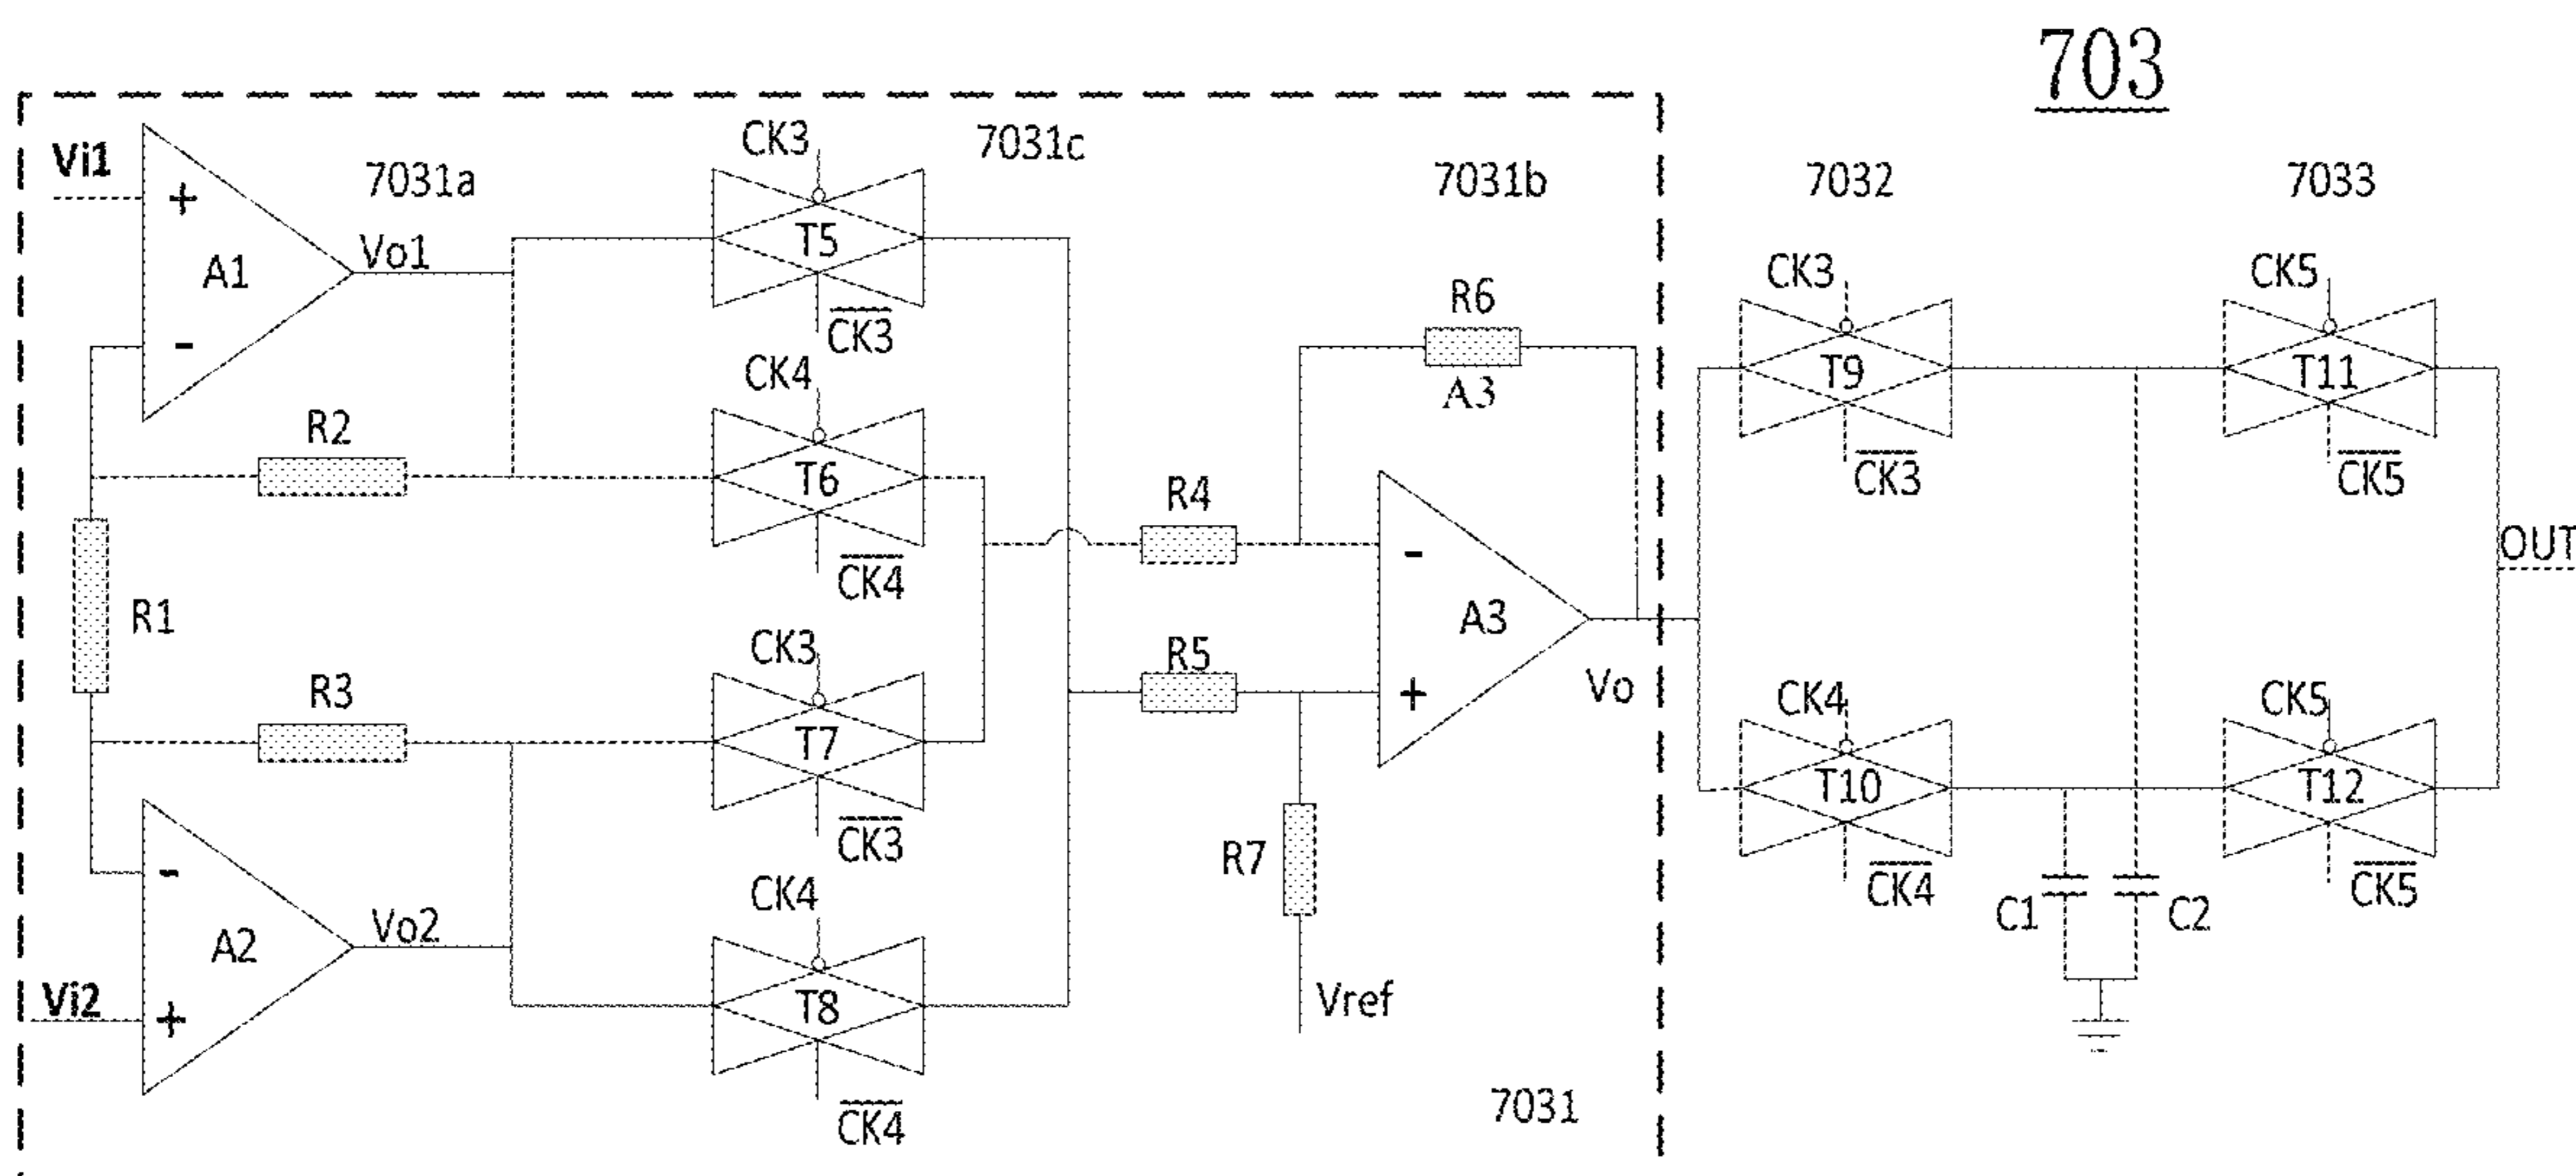 703
Vi1
7031a
CK3
7031c
7031b
7032
7033
A1
Vo1
T5
CK3
CK3
CK5
R6
A3
T9
T11
CK3
CK5
CK4
R2
T6
CK4
R4
OUT
R1
CK3
R5
A3
Vo
R3
T7
CK3
CK4
T10
CK4
CK5
T12
CK5
R7
C1
C2
CK4
A2
Vo2
Vi2
T8
CK4
Vref
7031